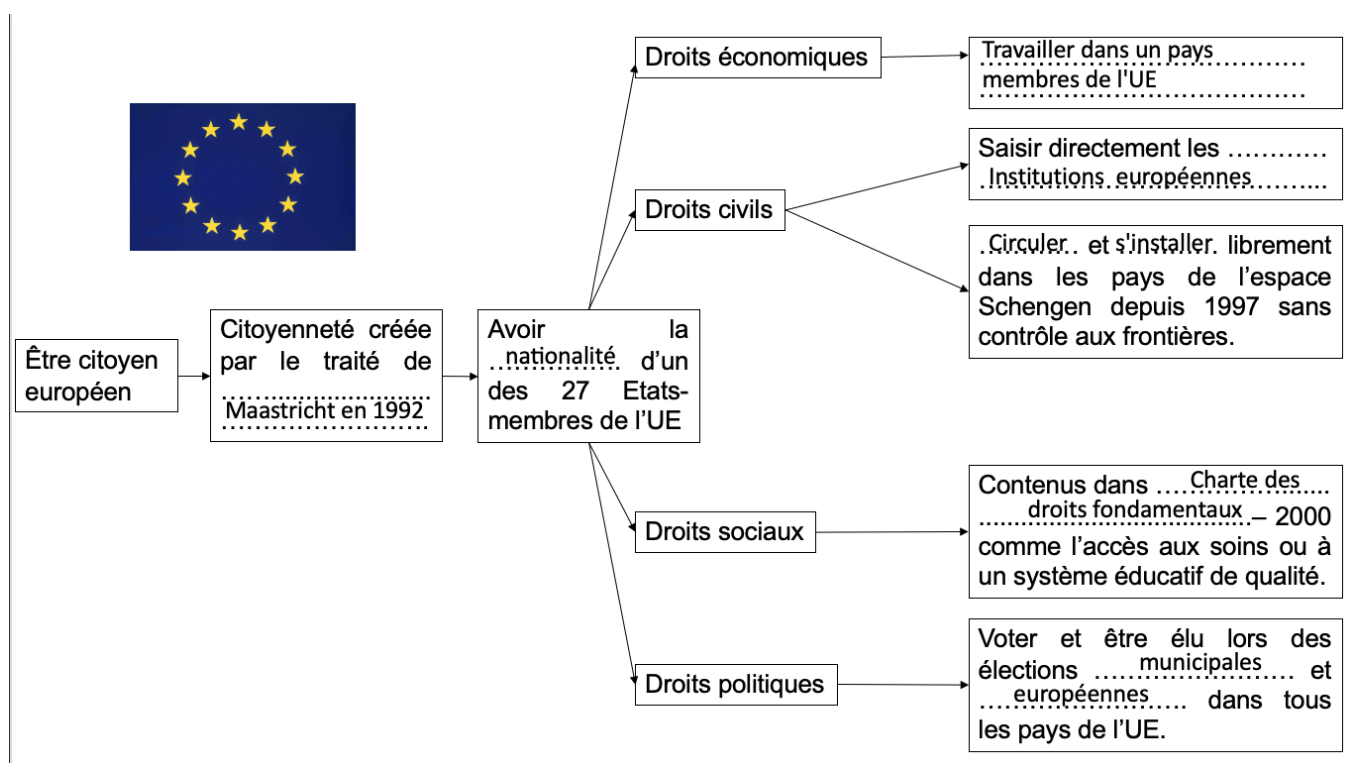 Être citoyen
européen
Citoyenneté créée
par le traité de
……………………
Maastricht en 1992
Avoir la
nationalité d’un
des 27 Etats-
membres de l’UE
Droits économiques
Travailler dans un pays
membres de l'UE
Droits civils
Saisir directement les …………
Institutions européennes
Circuler et s'installer librement
dans les pays de l’espace
Schengen depuis 1997 sans
contrôle aux frontières.
Droits sociaux
Contenus dans Charte des
droits fondamentaux – 2000
comme l’accès aux soins ou à
un système éducatif de qualité.
Droits politiques
Voter et être élu lors des
élections municipales et
européennes dans tous
les pays de l’UE.